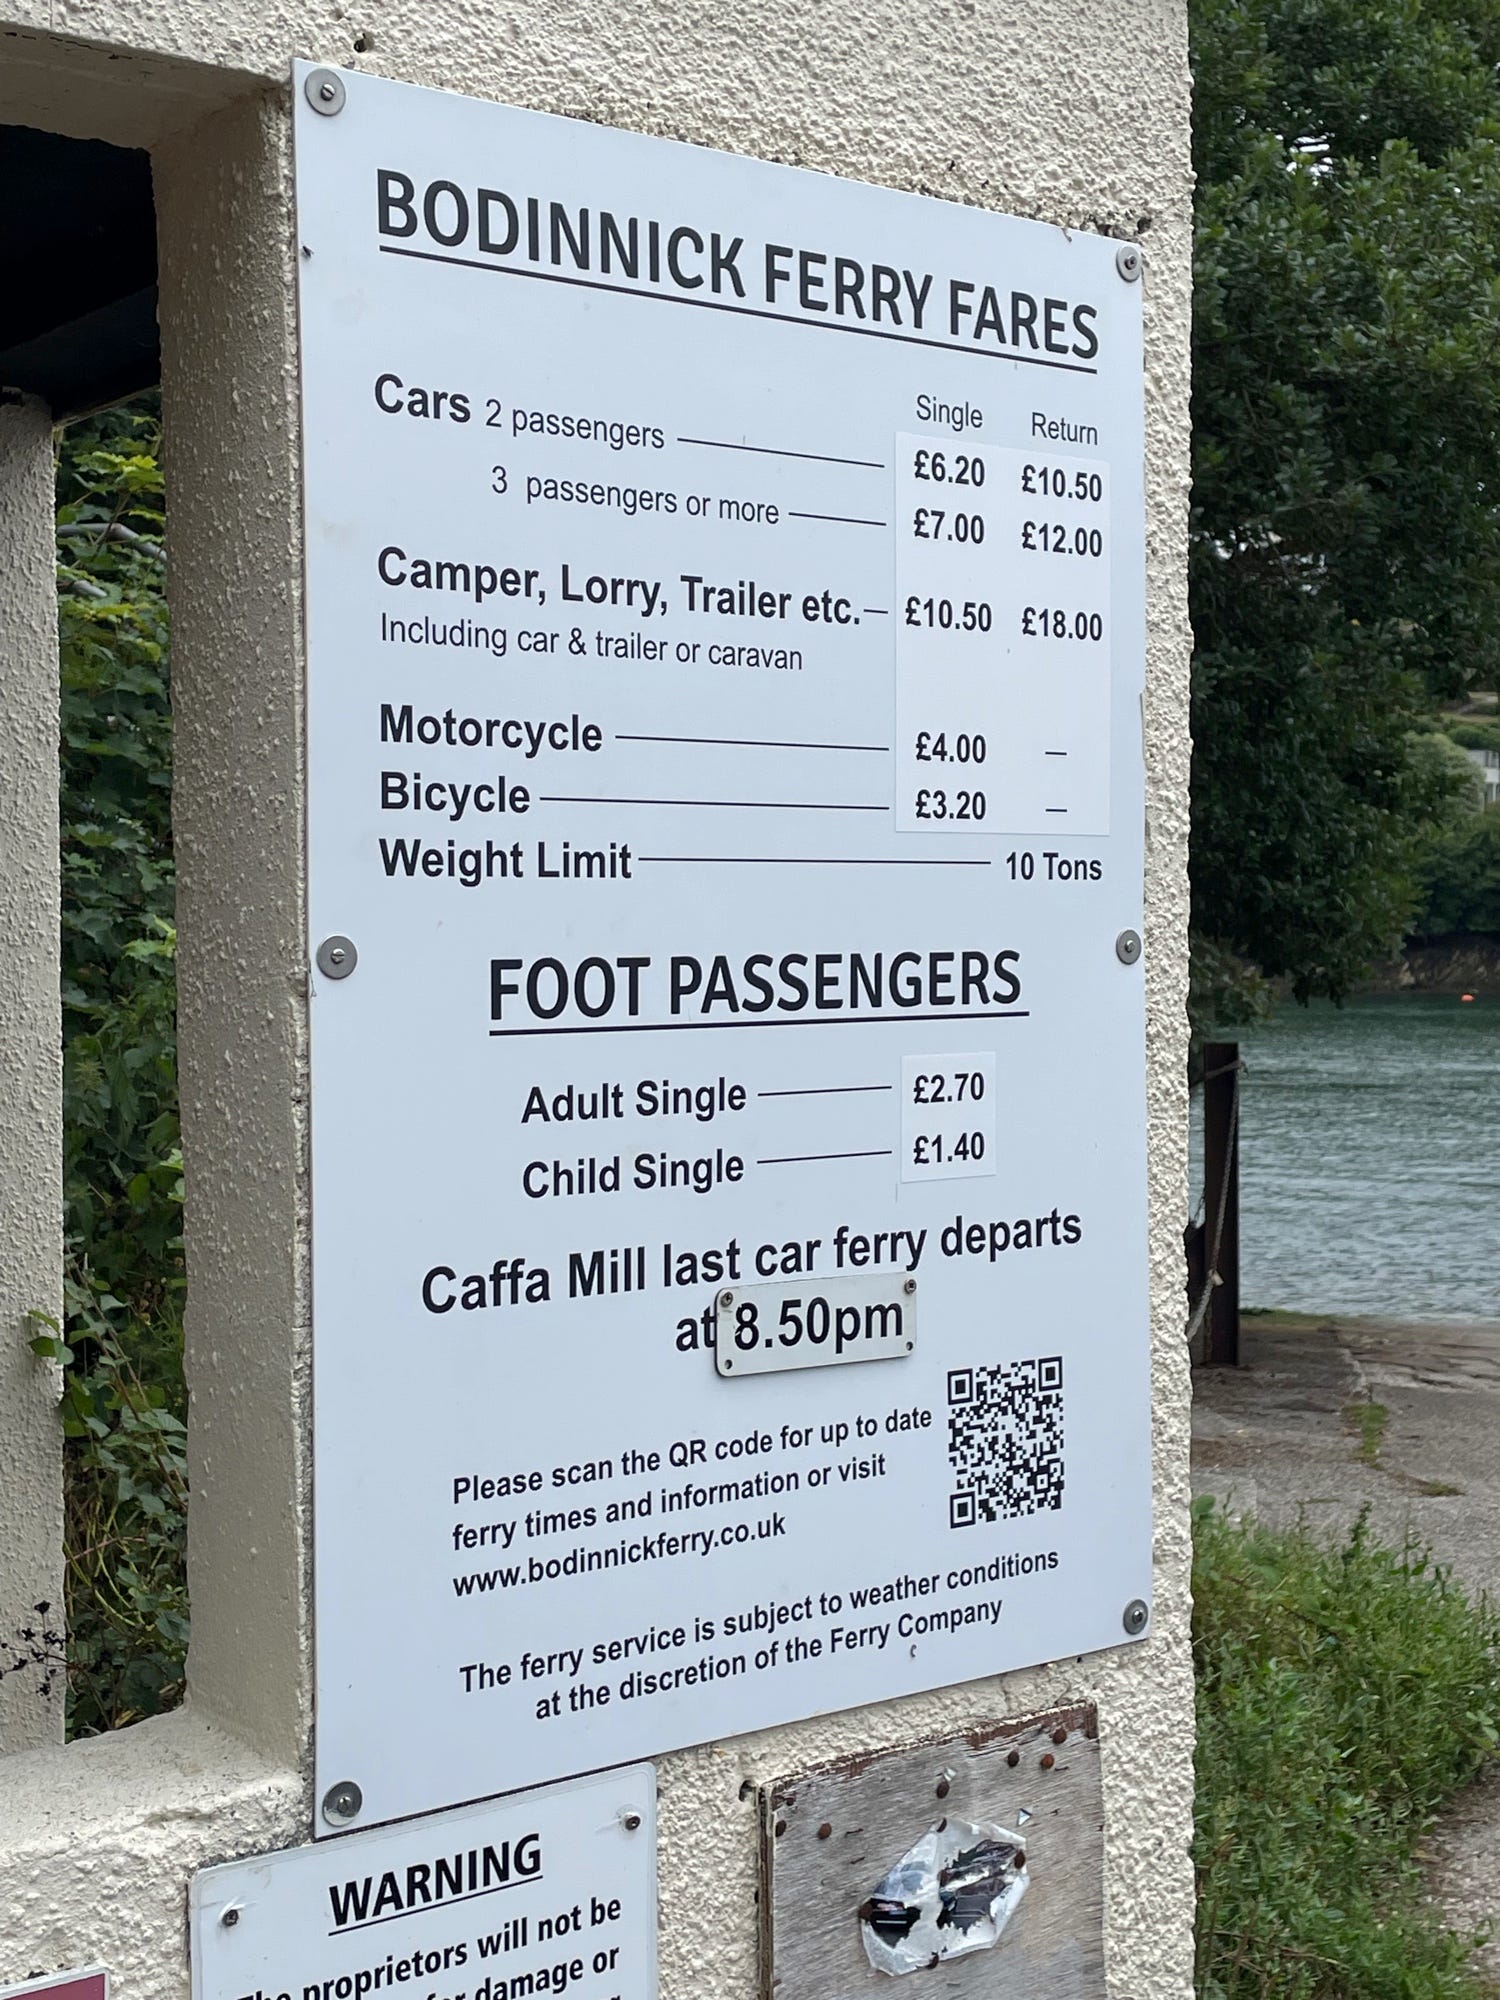 BODINNICK FERRY FARES
Single Return
Cars 2 passengers £6.20 £10.50
3 passengers or more £7.00 £12.00
Camper, Lorry, Trailer etc. £10.50 £18.00
Including car & trailer or caravan
Motorcycle £4.00 –
Bicycle £3.20 –
Weight Limit 10 Tons
FOOT PASSENGERS
Adult Single £2.70
Child Single £1.40
Caffa Mill last car ferry departs
at 8.50pm
Please scan the QR code for up to date
ferry times and information or visit
www.bodinnickferry.co.uk
The ferry service is subject to weather conditions
at the discretion of the Ferry Company
WARNING
proprietors will not be
damage or